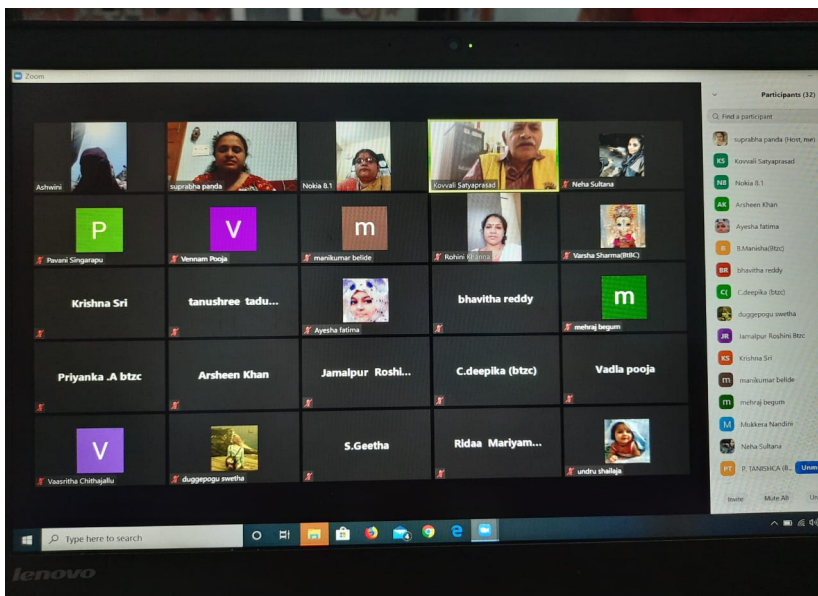 Zoom
Participants (32)
Find a participant
Ashwini
suprabha panda
Nokia 8.1
Kovvali Satyaprasad
Neha Sultana
Pavani Singarapu
V
Vennam Pooja
m
manikumar belide
Rohini Khanna
Varsha Sharma(BtBC)
P
Krishna Sri
tanushree tadu...
Ayesha fatima
bhavitha reddy
m
mehraj begum
Priyanka .A btzc
Arsheen Khan
Jamalpur Roshi...
C.deepika (btzc)
Vadla pooja
V
Vaasritha Chithajallu
duggepogu swetha
S.Geetha
Ridaa Mariyam...
undru shailaja
suprabha panda (Host, me)
KS Kovvali Satyaprasad
N8 Nokia 8.1
AK Arsheen Khan
Ayesha fatima
B.Manisha(Btzc)
BR bhavitha reddy
C( C.deepika (btzc)
duggepogu swetha
JR Jamalpur Roshini Btzc
KS Krishna Sri
m manikumar belide
m mehraj begum
M Mukkera Nandini
Neha Sultana
PT P. TANISHCA (B... Unm
Invite Mute All Un
Type here to search
lenovo